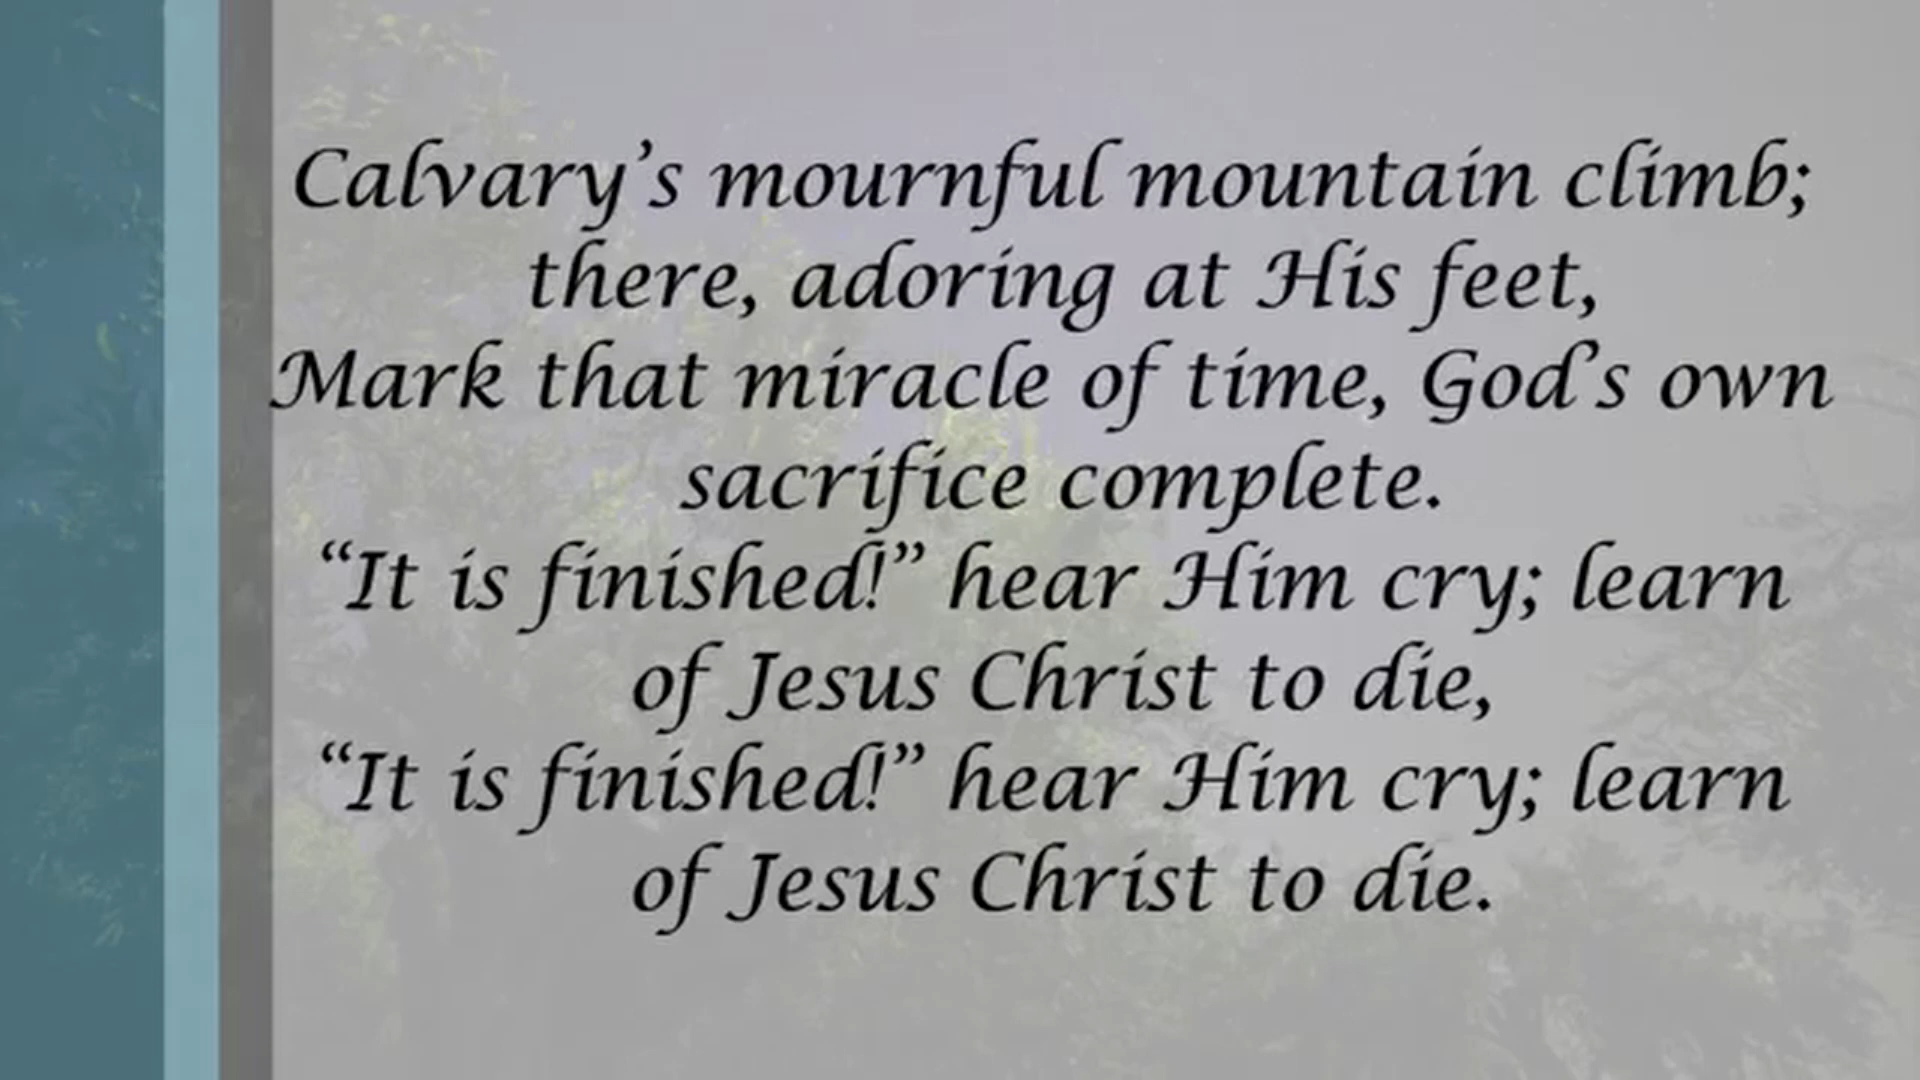 Calvary’s mournful mountain climb;
there, adoring at His feet,
Mark that miracle of time, God’s own
sacrifice complete.
“It is finished!” hear Him cry; learn
of Jesus Christ to die,
“It is finished!” hear Him cry; learn
of Jesus Christ to die.